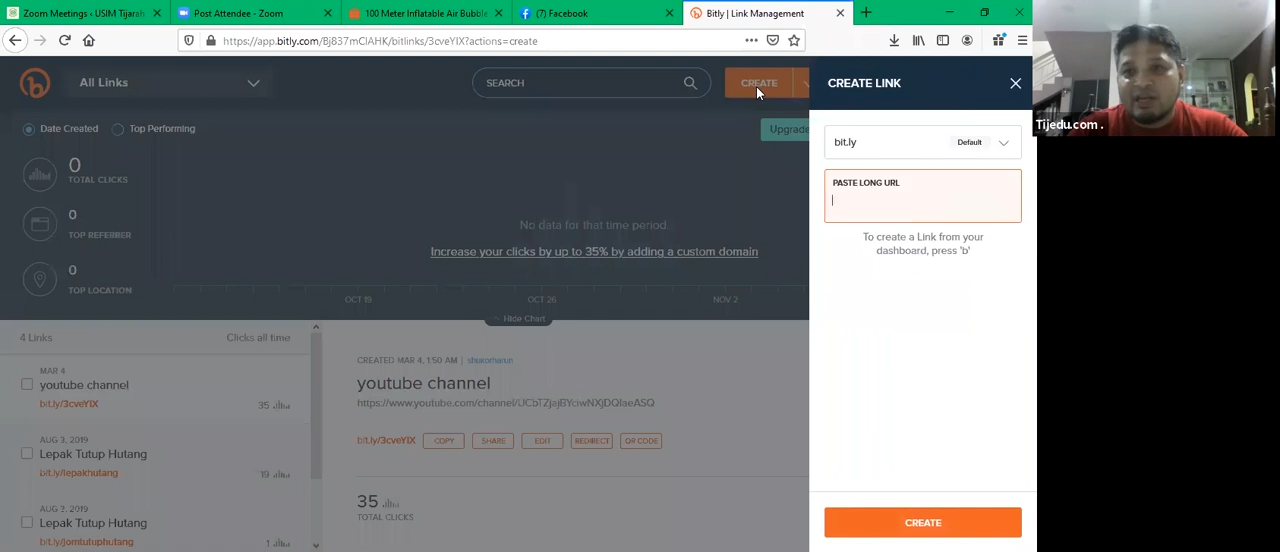 Zoom Meetings ‹ USIM Tijarah
Post Attendee - Zoom
100 Meter Inflatable Air Bubble
(7) Facebook
Bitly | Link Management
https://app.bitly.com/Bj837mClAHK/bitlinks/3cveYIX?actions=create
All Links
SEARCH
CREATE
CREATE LINK
Tijedu.com .
Date Created
Top Performing
Upgrade
bit.ly
Default
0
TOTAL CLICKS
PASTE LONG URL
0
TOP REFERRER
No data for that time period
To create a Link from your
dashboard, press 'b'
Increase your clicks by up to 35% by adding a custom domain
0
TOP LOCATION
OCT 19
OCT 26
NOV 2
Hide Chart
4 Links
Clicks all time
MAR 4
youtube channel
bit.ly/3cveYIX
35
CREATED MAR 4, 1:50 AM | shukorharun
youtube channel
https://www.youtube.com/channel/UCbTZjajBYciwNXjDQIaeASQ
bit.ly/3cveYIX
COPY
SHARE
EDIT
REDIRECT
QR CODE
AUG 3, 2019
Lepak Tutup Hutang
bit.ly/lepakhutang
19
35
TOTAL CLICKS
AUG 3, 2019
Lepak Tutup Hutang
bit.ly/jomtutuphutang
1
CREATE